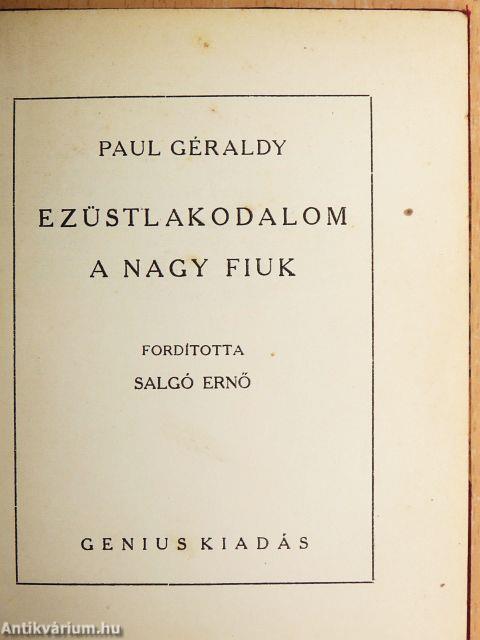 PAUL GÉRALDY
EZÜSTLAKODALOM
A NAGY FIUK
FORDÍTOTTA
SALGÓ ERNŐ
GENIUS KIADÁS
Antikvárium.hu